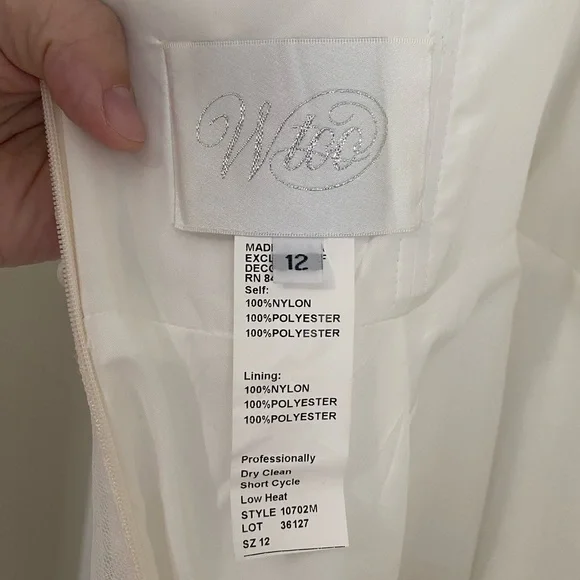 Wtoo
12
MADE
EXCL
DECO
RN 84
Self:
100%NYLON
100%POLYESTER
100%POLYESTER
Lining:
100%NYLON
100%POLYESTER
100%POLYESTER
Professionally
Dry Clean
Short Cycle
Low Heat
STYLE 10702M
LOT 36127
SZ 12